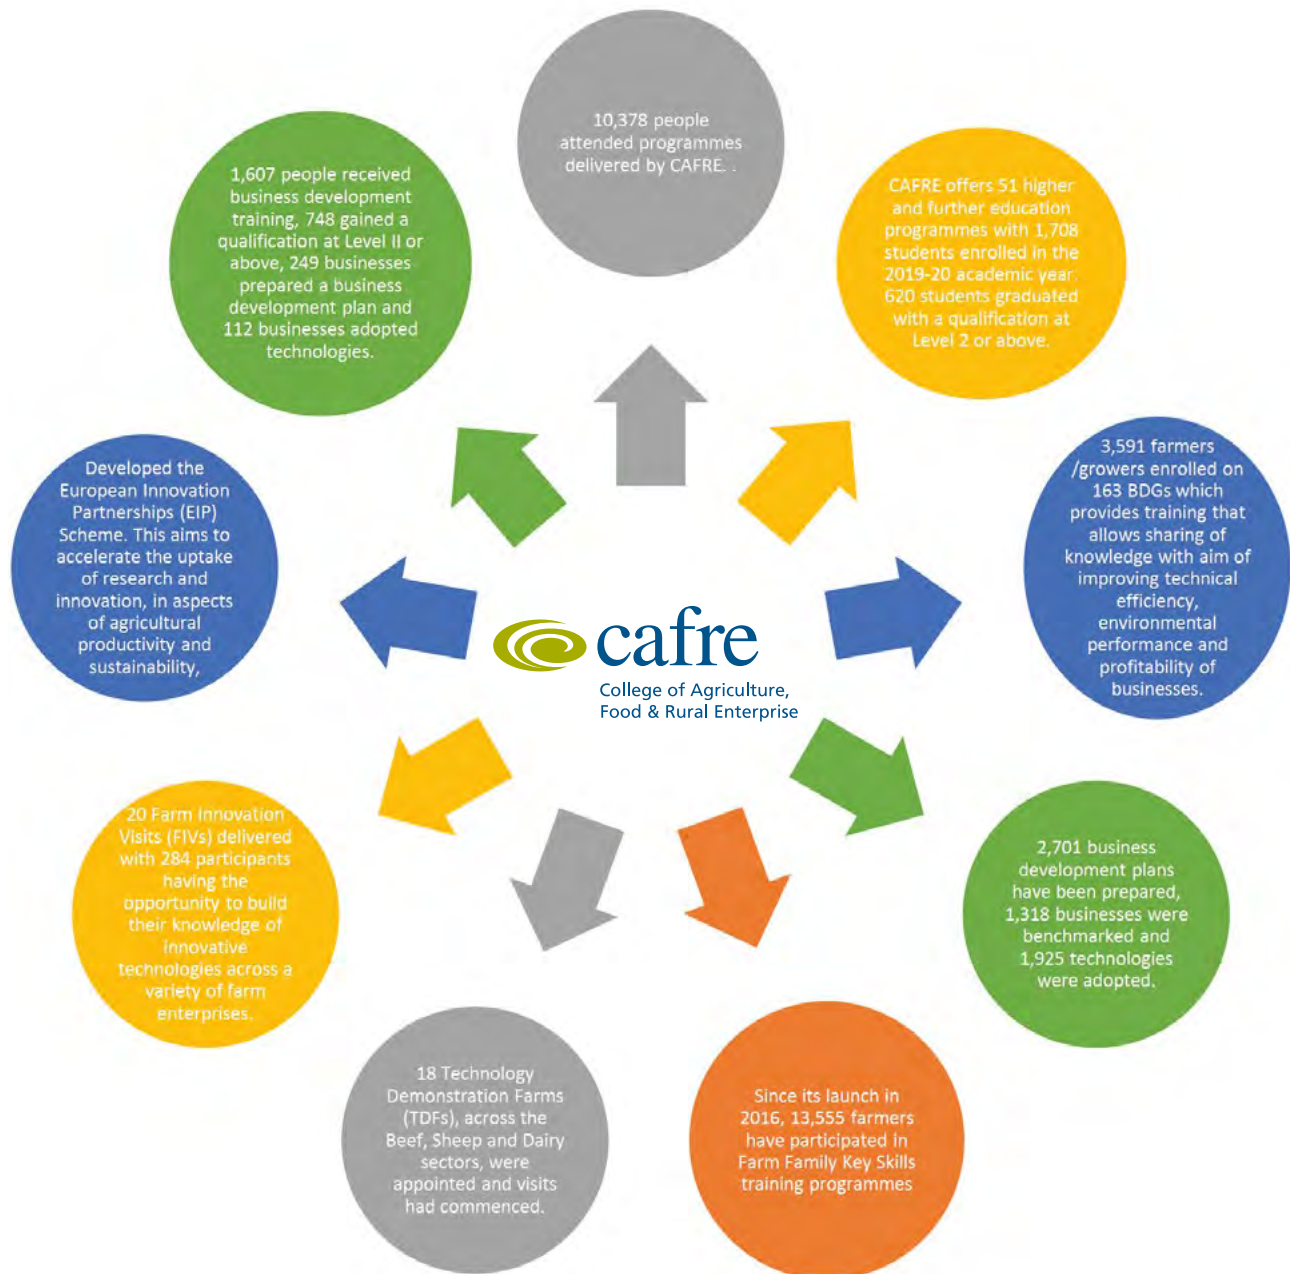 10,378 people
attended programmes
delivered by CAFRE. .
CAFRE offers 51 higher
and further education
programmes with 1,708
students enrolled in the
2019-20 academic year.
620 students graduated
with a qualification at
Level 2 or above.
3,591 farmers
/growers enrolled on
163 BDGs which
provides training that
allows sharing of
knowledge with aim of
improving technical
efficiency,
environmental
performance and
profitability of
businesses.
2,701 business
development plans
have been prepared,
1,318 businesses were
benchmarked and
1,925 technologies
were adopted.
Since its launch in
2016, 13,555 farmers
have participated in
Farm Family Key Skills
training programmes
18 Technology
Demonstration Farms
(TDFs), across the
Beef, Sheep and Dairy
sectors, were
appointed and visits
had commenced.
20 Farm Innovation
Visits (FIVs) delivered
with 284 participants
having the
opportunity to build
their knowledge of
innovative
technologies across a
variety of farm
enterprises.
Developed the
European Innovation
Partnerships (EIP)
Scheme. This aims to
accelerate the uptake
of research and
innovation, in aspects
of agricultural
productivity and
sustainability,
1,607 people received
business development
training, 748 gained a
qualification at Level II or
above, 249 businesses
prepared a business
development plan and
112 businesses adopted
technologies.
cafre
College of Agriculture,
Food & Rural Enterprise